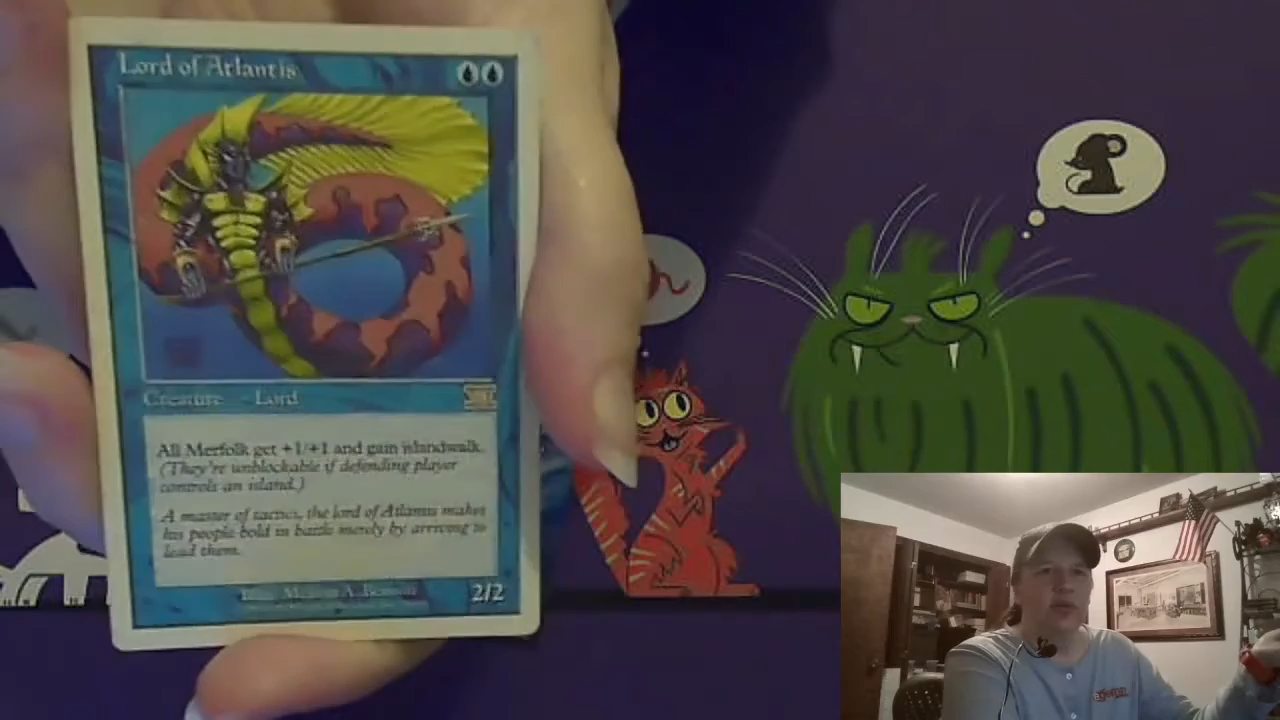 Lord of Atlantis
Creature - Lord
All Merfolk get +1/+1 and gain islandwalk.
(They're unblockable if defending player
controls an island.)
A master of tactics, the lord of Atlantis makes
his people bold in battle merely by arriving to
lead them.
2/2